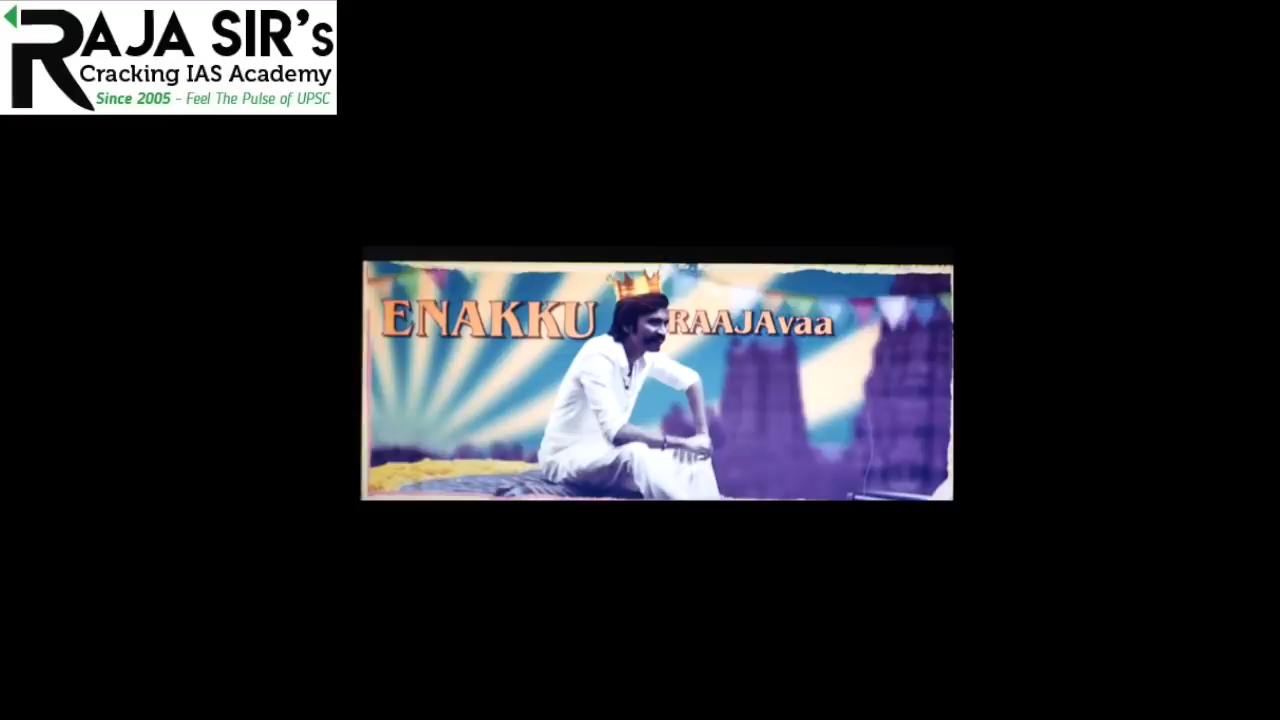 RAJA SIR's
Cracking IAS Academy
Since 2005 - Feel The Pulse of UPSC
ENAKKU RAAJAvaa